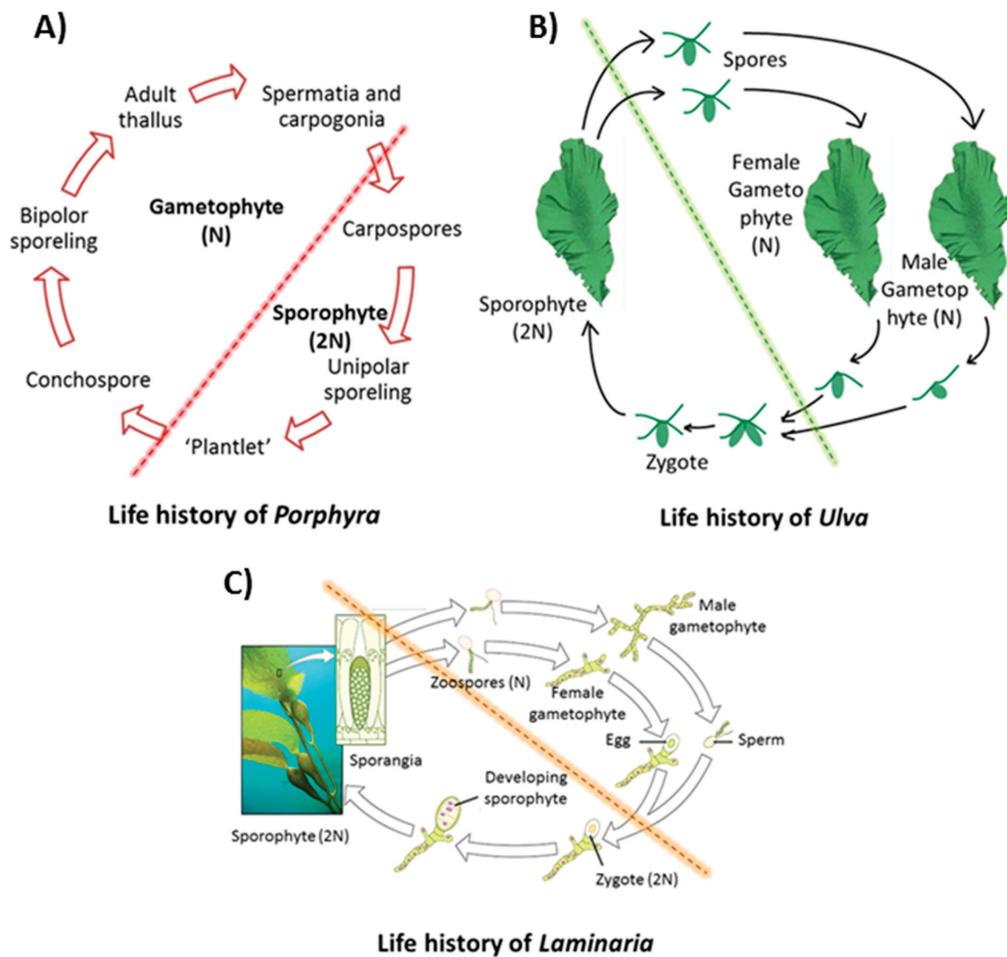 A)
Adult
thallus
Spermatia and
carpogonia
Bipolor
sporeling
Gametophyte
(N)
Carpospores
Sporophyte
(2N)
Unipolar
sporeling
Conchospore
'Plantlet'
Life history of Porphyra
B)
Spores
Female
Gameto
phyte
(N)
Male
Gametop
hyte (N)
Sporophyte
(2N)
Zygote
Life history of Ulva
C)
Male
gametophyte
Zoospores (N)
Female
gametophyte
Egg
Sperm
Sporangia
Developing
sporophyte
Sporophyte (2N)
Zygote (2N)
Life history of Laminaria